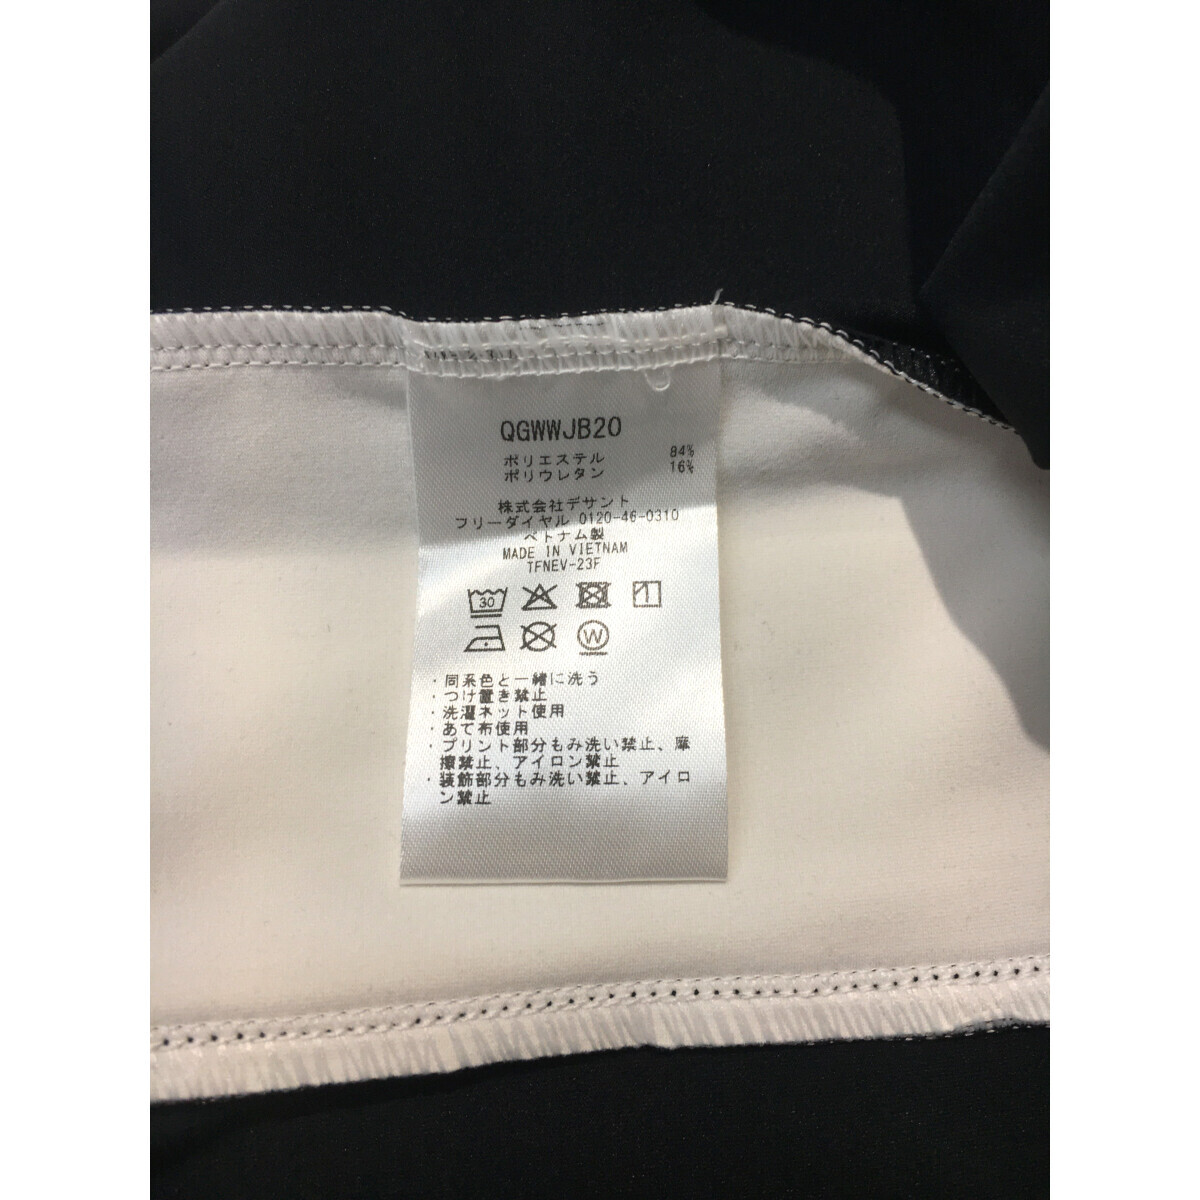 QGWWJB20
ポリエステル 84%
ポリウレタン 16%
株式会社デサント
フリーダイヤル 0120-46-0310
ベトナム製
MADE IN VIETNAM
TFNEV-23F
30
W
・同系色と一緒に洗う
・つけ置き禁止
・洗濯ネット使用
・あて布使用
・プリント部分もみ洗い禁止、摩
擦禁止、アイロン禁止
・装飾部分もみ洗い禁止、アイロ
ン禁止